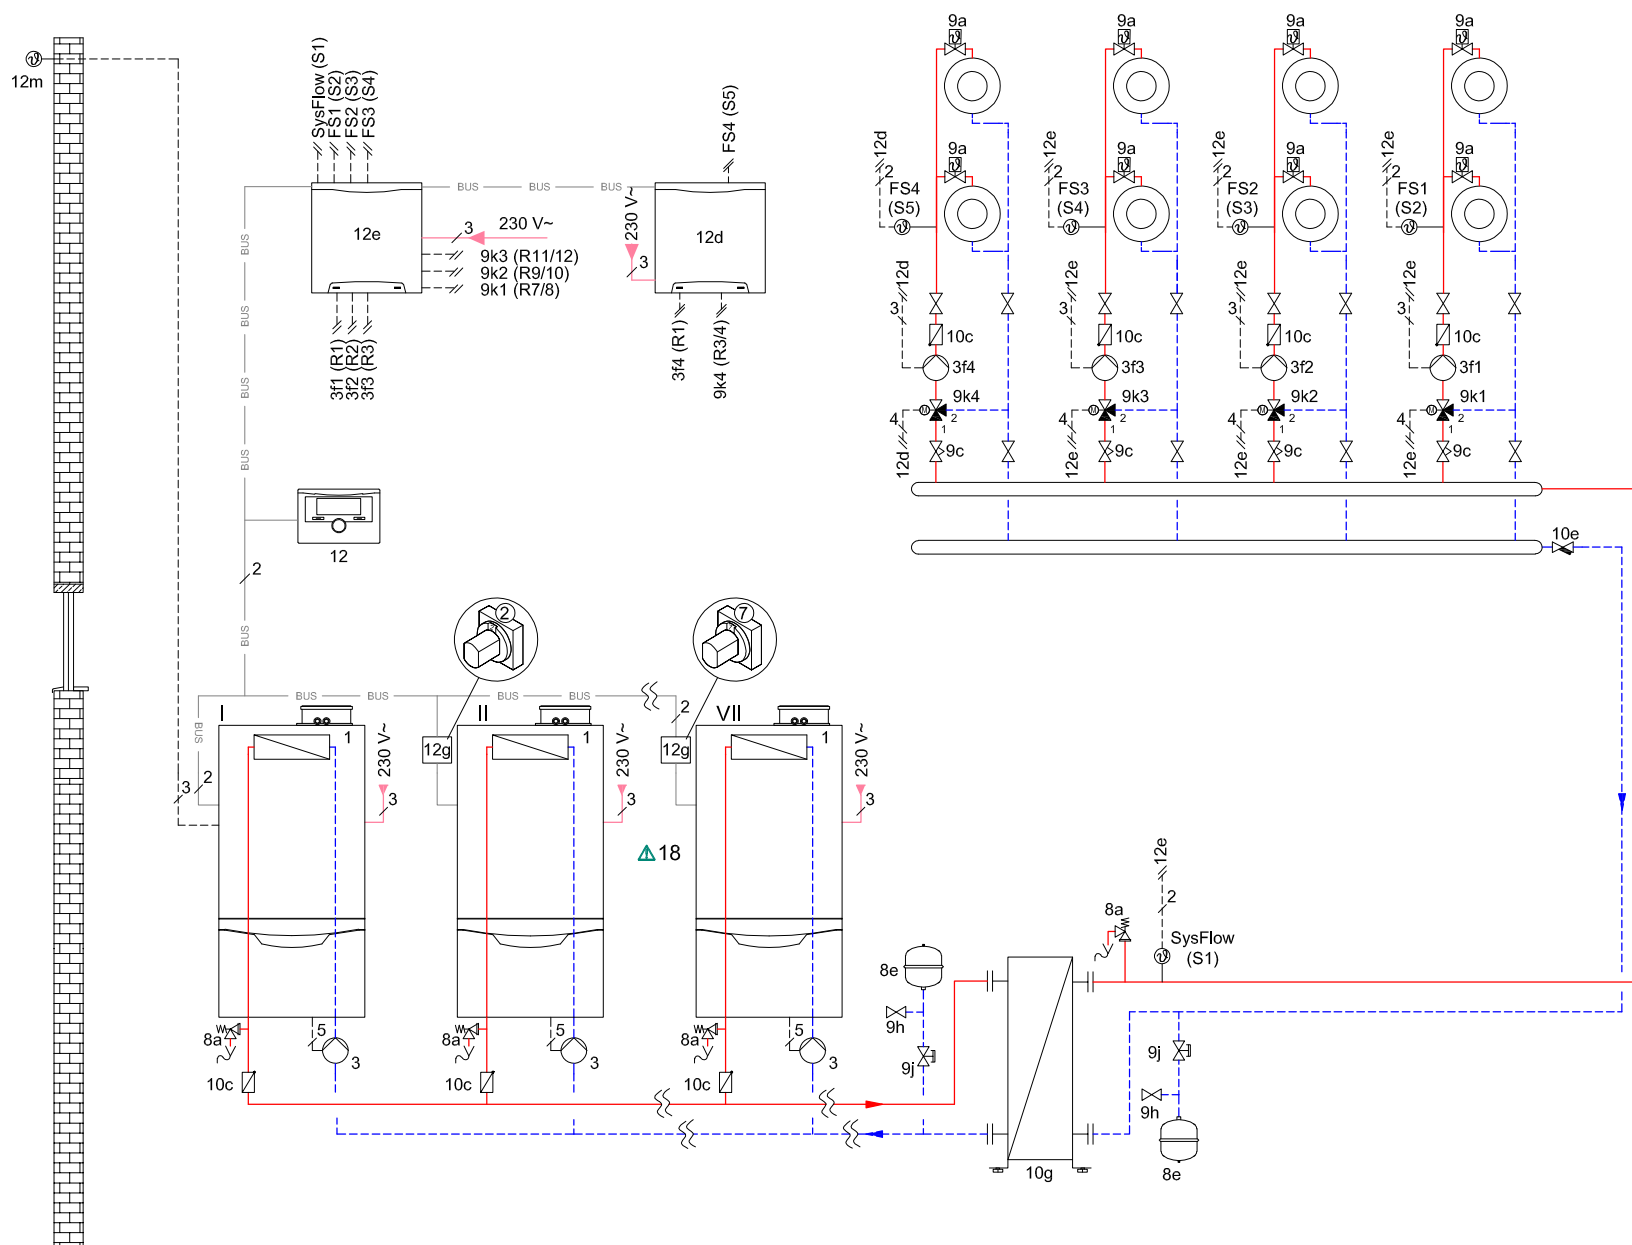 12m
SysFlow (S1)
FS1 (S2)
FS2 (S3)
FS3 (S4)
12e
230 V~
3
9k3 (R11/12)
9k2 (R9/10)
9k1 (R7/8)
3f1 (R1)
3f2 (R2)
3f3 (R3)
BUS
BUS
BUS
FS4 (S5)
12d
230 V~
3
3f4 (R1)
9k4 (R3/4)
BUS
BUS
BUS
BUS
BUS
2
12
9a
9a
9a
9a
9a
9a
9a
9a
12d
2
FS4
(S5)
12e
2
FS3
(S4)
12e
2
FS2
(S3)
12e
2
FS1
(S2)
12d
3
10c
3f4
9k4
M
2
1
4
12d
9c
12e
3
10c
3f3
9k3
M
2
1
4
12e
9c
12e
3
10c
3f2
9k2
M
2
1
4
12e
9c
12e
3
10c
3f1
9k1
M
2
1
4
12e
9c
10e
2
7
BUS
BUS
BUS
BUS
BUS
2
2
3
I
1
230 V~
3
12g
II
1
230 V~
3
12g
VII
1
230 V~
3
18
8a
5
3
10c
8a
5
3
10c
8a
5
3
10c
8e
9h
9j
10g
8a
12e
2
SysFlow
(S1)
9j
9h
8e